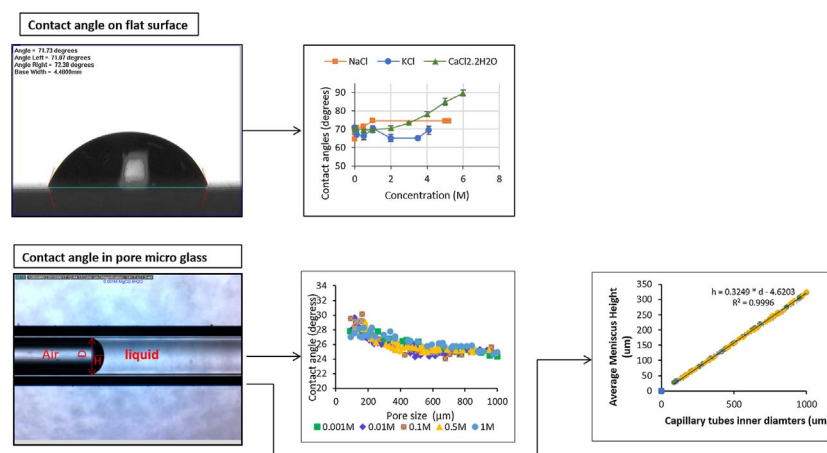 Contact angle on flat surface
Angle = 71.73 degrees
Angle Left = 71.07 degrees
Angle Right = 72.38 degrees
Base Width = 4.4800mm
NaCl KCl CaCl2.2H2O
Contact angles (degrees)
90
80
70
60
50
0 2 4 6 8
Concentration (M)
Contact angle in pore micro glass
Air D H liquid
Contact angle (degrees)
34
32
30
28
26
24
22
20
0 200 400 600 800 1000
Pore size (μm)
0.001M 0.01M 0.1M 0.5M 1M
Average Meniscus Height
(um)
350
300
250
200
150
100
50
0
h = 0.3249 * d - 4.6203
R² = 0.9996
0 500 1000
Capillary tubes inner diamters (um)